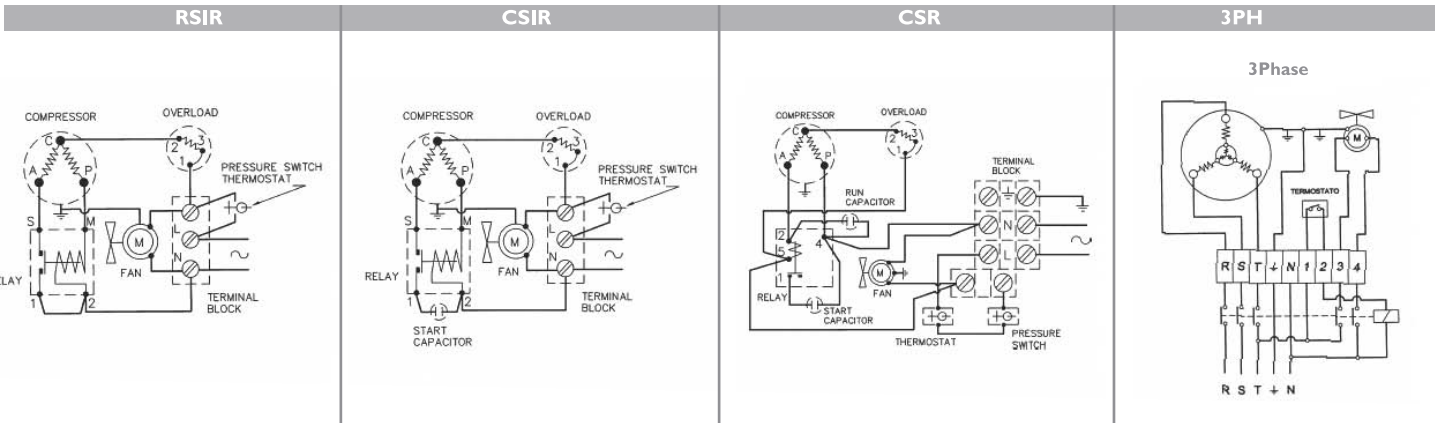 RSIR
CSIR
CSR
3PH
COMPRESSOR
OVERLOAD
C
2
3
1
A
P
PRESSURE SWITCH
THERMOSTAT
S
M
L
M
N
FAN
ELAY
1
2
TERMINAL
BLOCK
COMPRESSOR
OVERLOAD
C
2
3
1
A
P
PRESSURE SWITCH
THERMOSTAT
S
M
L
M
N
FAN
RELAY
1
2
START
CAPACITOR
TERMINAL
BLOCK
COMPRESSOR
OVERLOAD
C
2
3
1
A
P
TERMINAL
BLOCK
RUN
CAPACITOR
2
4
N
5
L
M
FAN
RELAY
1
START
CAPACITOR
THERMOSTAT
PRESSURE
SWITCH
3Phase
M
TERMOSTATO
R S T N 1 2 3 4
R S T N